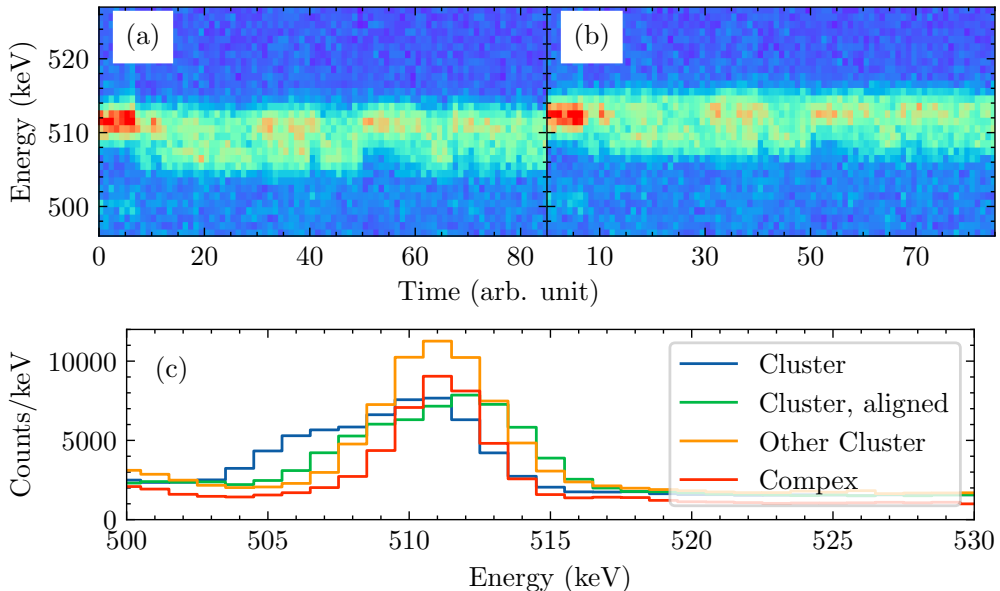 (a)
(b)
Energy (keV)
520
510
500
0 20 40 60 80 10 30 50 70
Time (arb. unit)
(c)
Counts/keV
10000
5000
0
Cluster
Cluster, aligned
Other Cluster
Compex
500 505 510 515 520 525 530
Energy (keV)